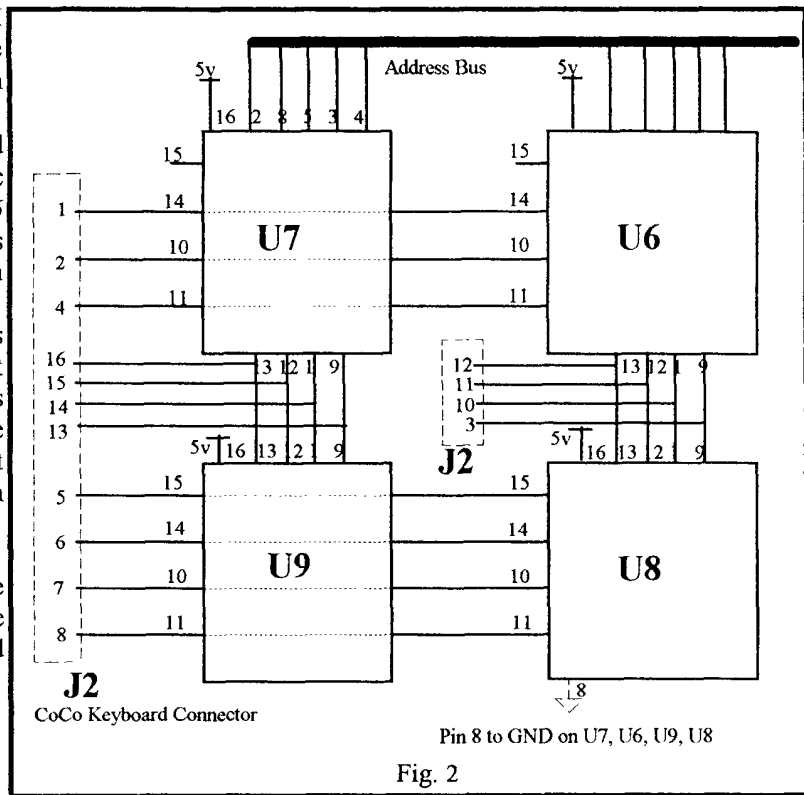 Address Bus
5v 5v
16 2 8 5 3 4
15 15
1 14 14
U7 U6
2 10 10
4 11 11
16 13 12 1 9 12 13 12 1 9
15 11
14 10
13 3
5v 16 13 12 1 9 J2 5v 16 13 12 1 9
5 15 15
6 14 14
U9 U8
7 10 10
8 11 11
J2 8
CoCo Keyboard Connector
Pin 8 to GND on U7, U6, U9, U8
Fig. 2